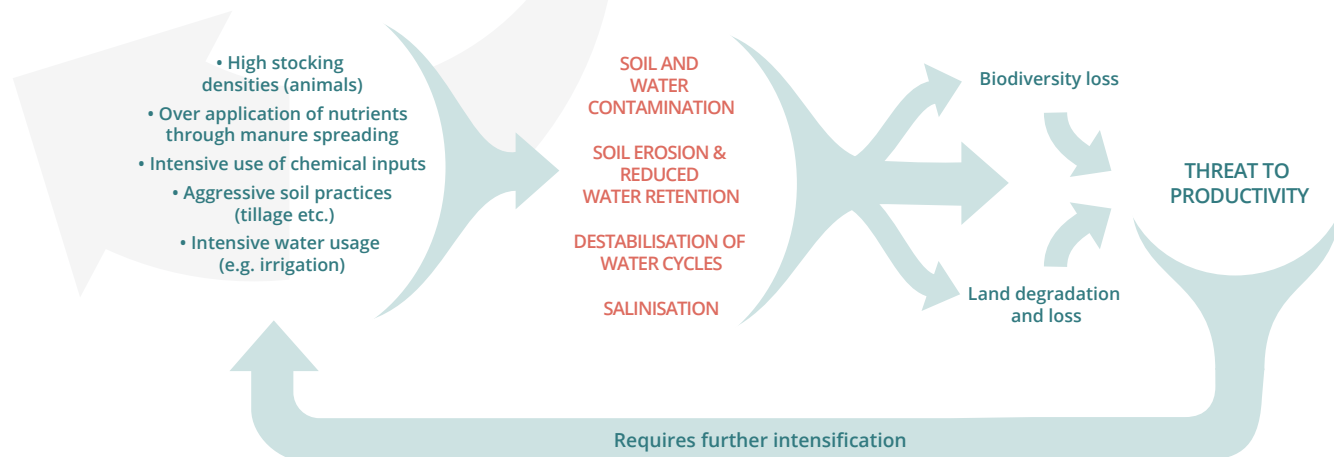 • High stocking
densities (animals)
• Over application of nutrients
through manure spreading
• Intensive use of chemical inputs
• Aggressive soil practices
(tillage etc.)
• Intensive water usage
(e.g. irrigation)
SOIL AND
WATER
CONTAMINATION
SOIL EROSION &
REDUCED
WATER RETENTION
DESTABILISATION OF
WATER CYCLES
SALINISATION
Biodiversity loss
Land degradation
and loss
THREAT TO
PRODUCTIVITY
Requires further intensification